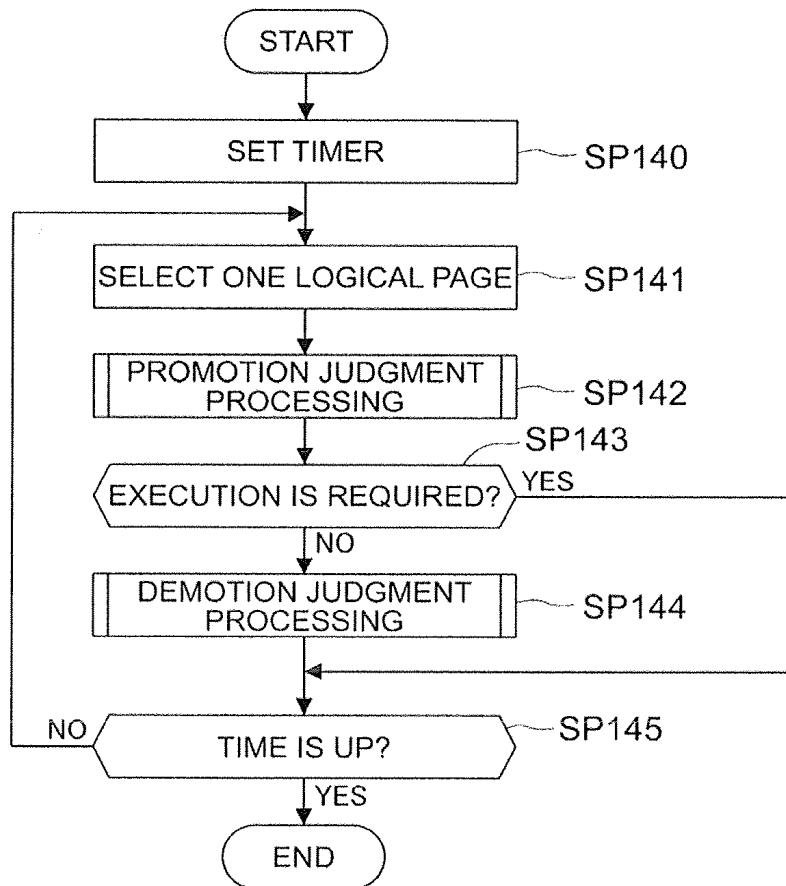 START
SET TIMER
SP140
SELECT ONE LOGICAL PAGE
SP141
PROMOTION JUDGMENT
PROCESSING
SP142
SP143
EXECUTION IS REQUIRED?
YES
NO
DEMOTION JUDGMENT
PROCESSING
SP144
NO
TIME IS UP?
SP145
YES
END